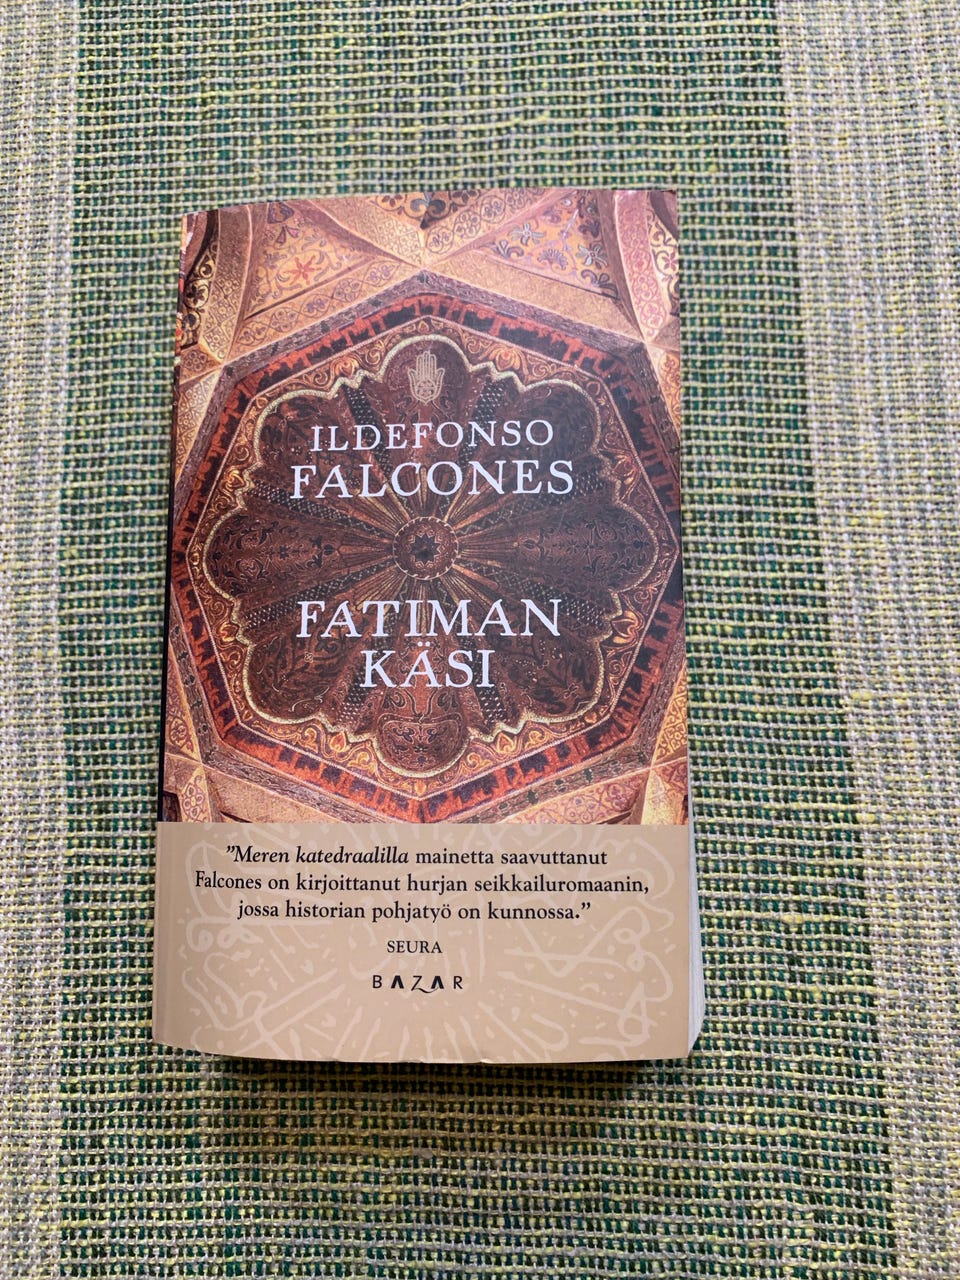 ILDEFONSO
FALCONES
FATIMAN
KÄSI
”Meren katedraalilla mainetta saavuttanut
Falcones on kirjoittanut hurjan seikkailuromaanin,
jossa historian pohjatyö on kunnossa.”
SEURA
BAZAR